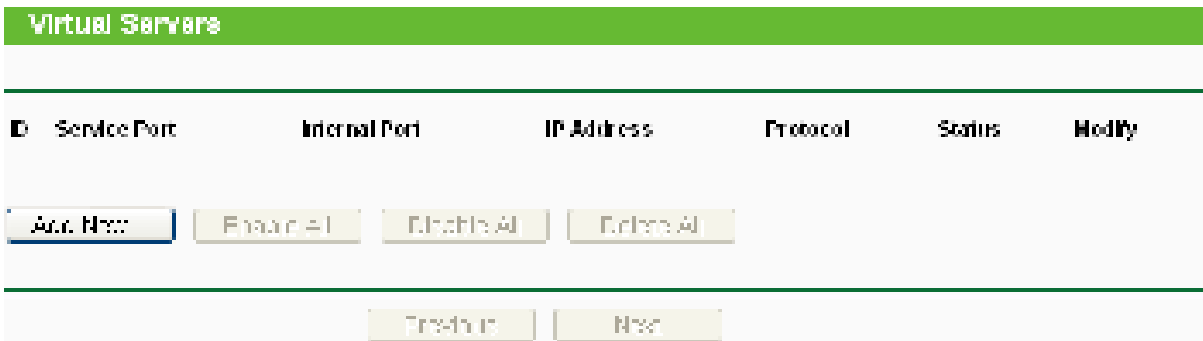 Virtual Servers
ID Service Port Internal Port IP Address Protocol Status Modify
Add New... Enable All Disable All Delete All
Previous Next